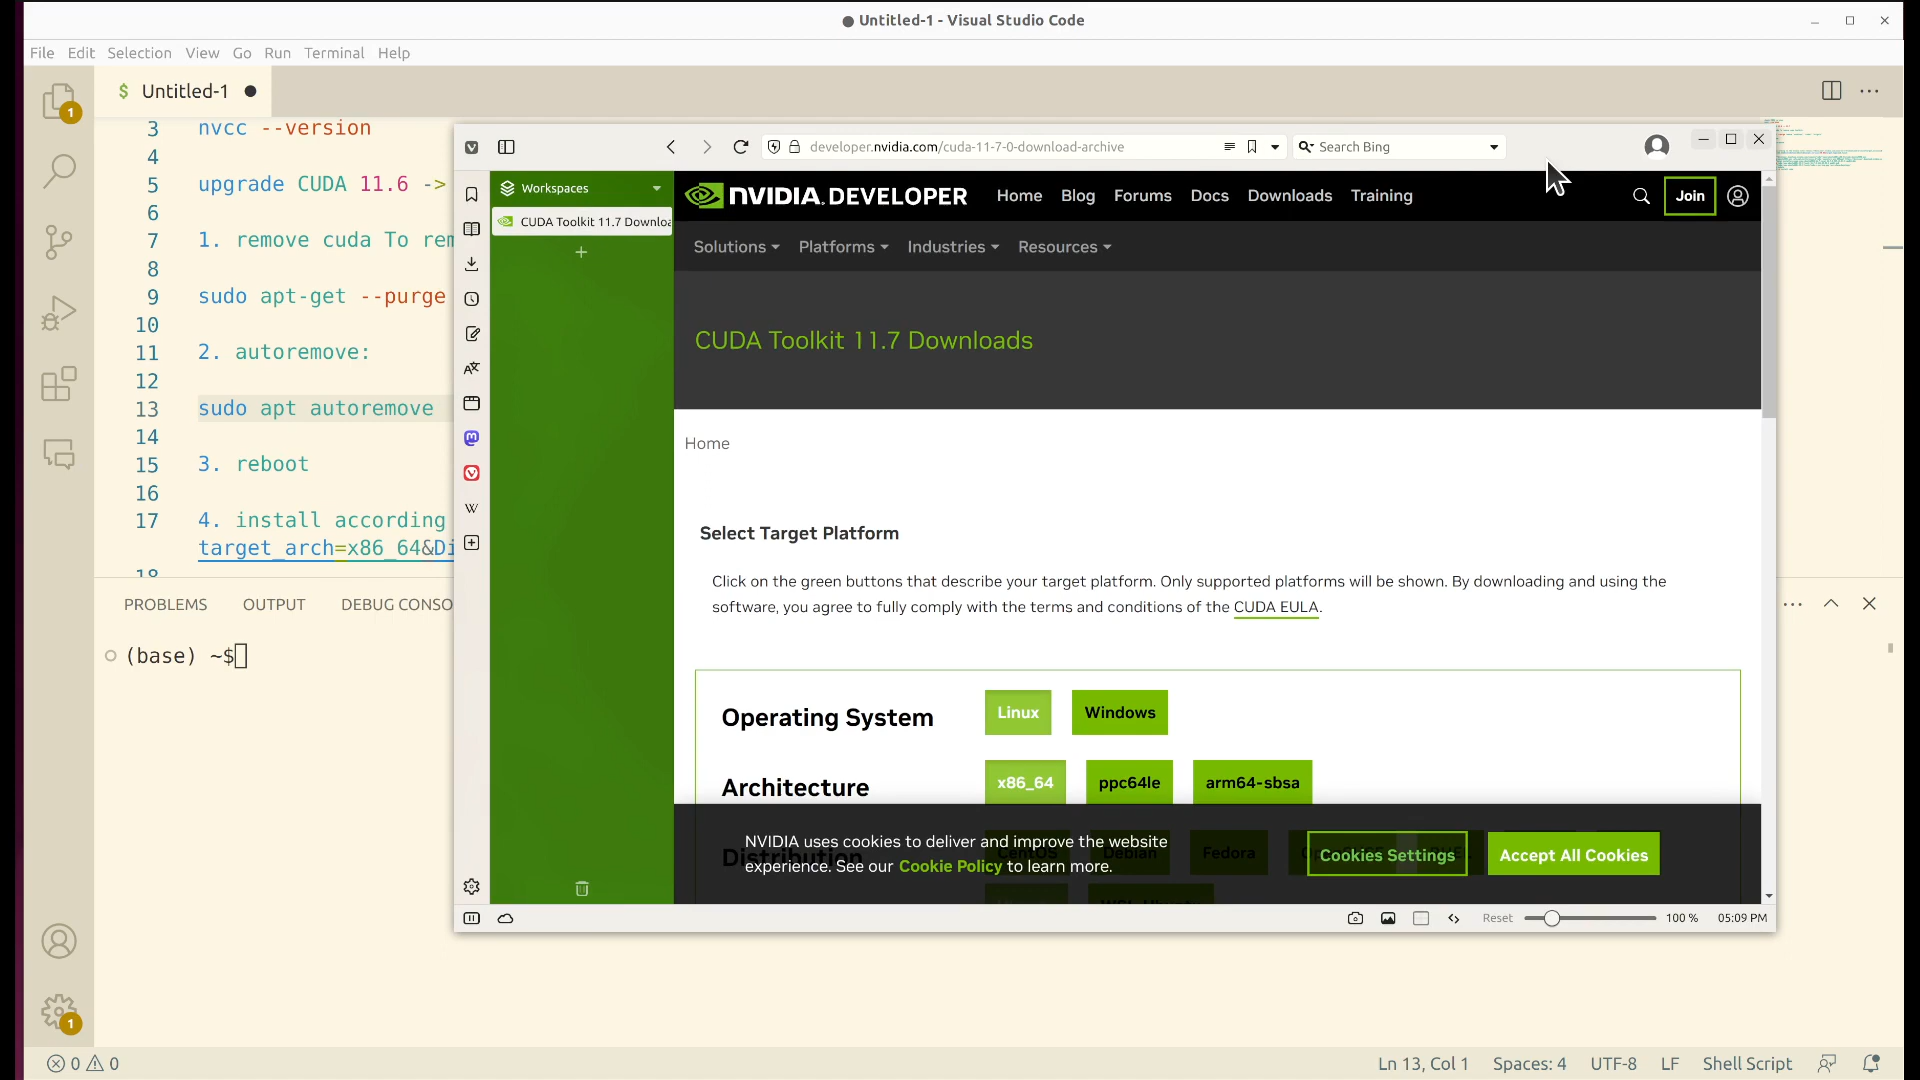 Untitled-1 - Visual Studio Code
File Edit Selection View Go Run Terminal Help
$ Untitled-1
1
3 nvcc --version
4
5 upgrade CUDA 11.6 ->
6
7 1. remove cuda To rem
8
9 sudo apt-get --purge
10
11 2. autoremove:
12
13 sudo apt autoremove
14
15 3. reboot
16
17 4. install according
target_arch=x86_64&Di
18
PROBLEMS OUTPUT DEBUG CONSO
(base) ~$
developer.nvidia.com/cuda-11-7-0-download-archive
Search Bing
Workspaces
CUDA Toolkit 11.7 Downloa
NVIDIA. DEVELOPER Home Blog Forums Docs Downloads Training Join
Solutions Platforms Industries Resources
CUDA Toolkit 11.7 Downloads
Home
Select Target Platform
Click on the green buttons that describe your target platform. Only supported platforms will be shown. By downloading and using the
software, you agree to fully comply with the terms and conditions of the CUDA EULA.
Operating System Linux Windows
Architecture x86_64 ppc64le arm64-sbsa
Distribution CentOS Debian Fedora
NVIDIA uses cookies to deliver and improve the website
experience. See our Cookie Policy to learn more.
Cookies Settings Accept All Cookies
Reset 100 % 05:09 PM
1
0 0 Ln 13, Col 1 Spaces: 4 UTF-8 LF Shell Script